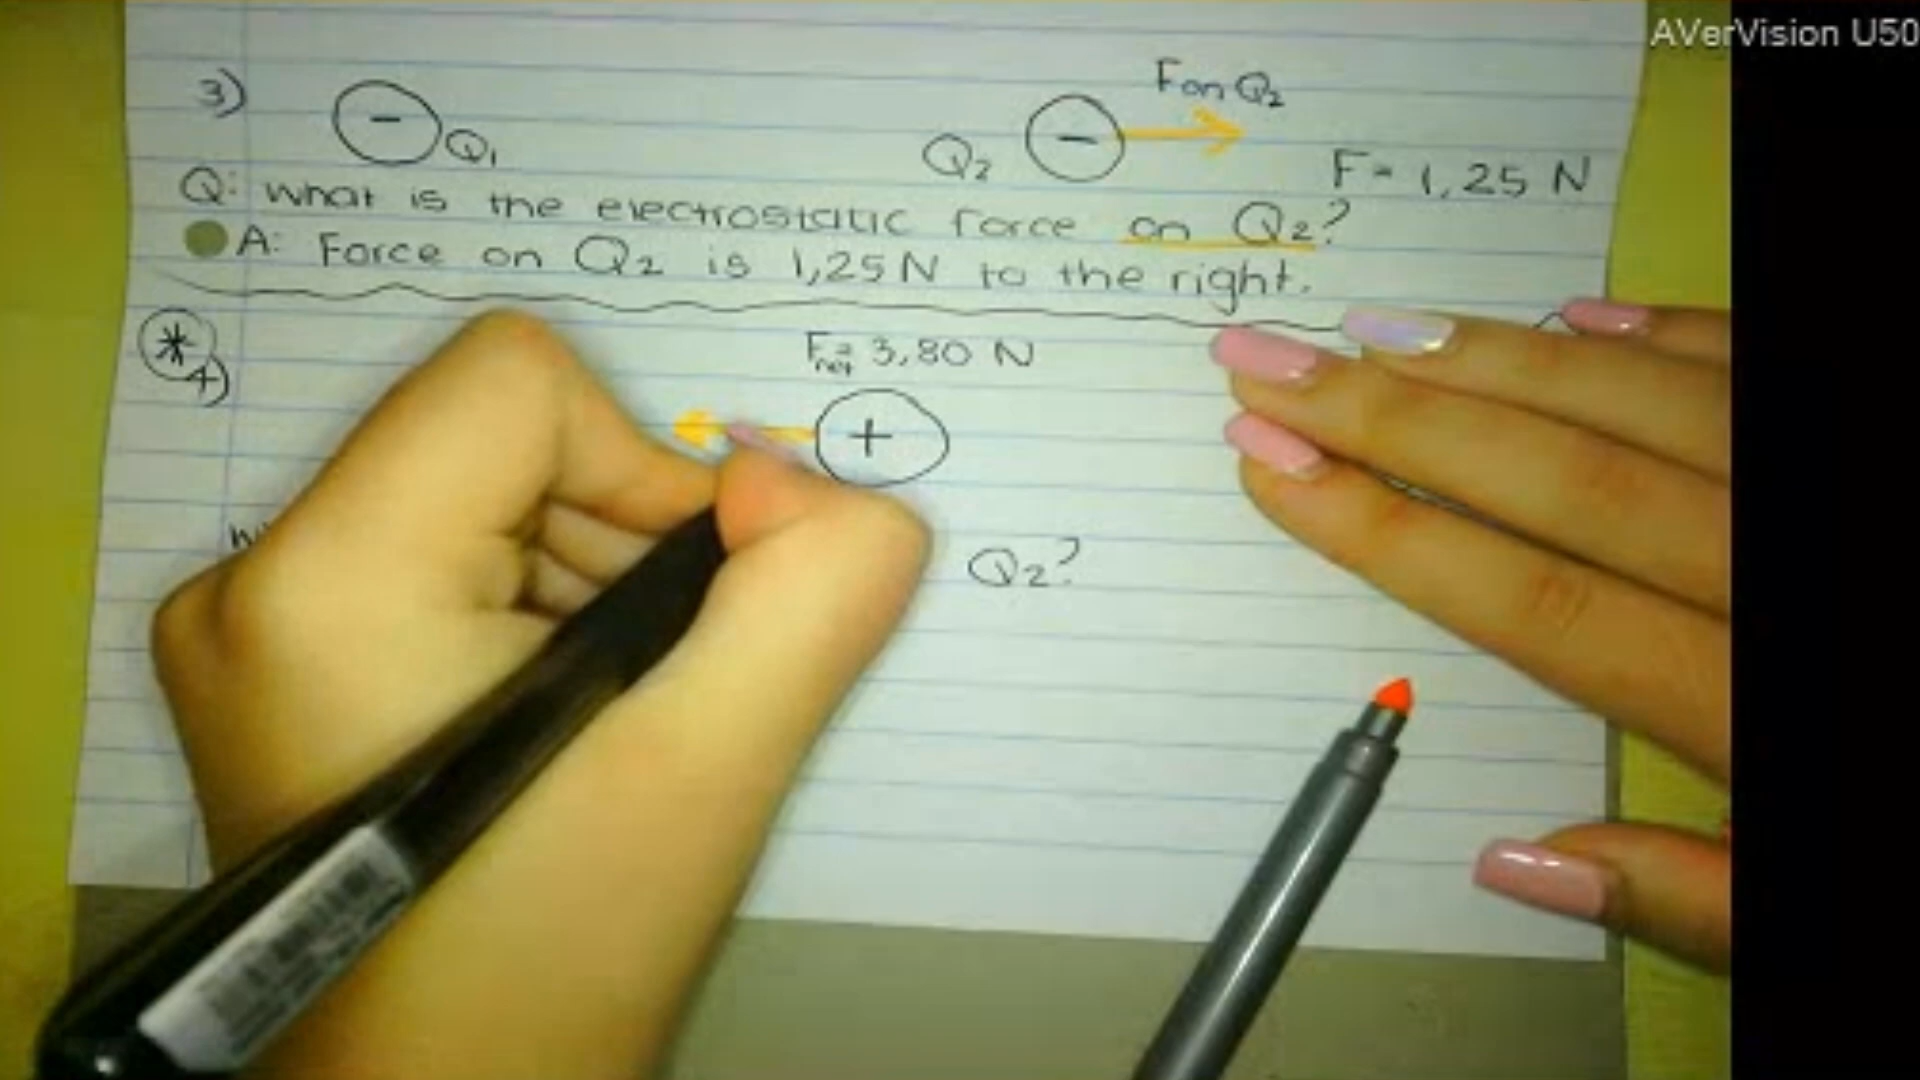 AVerVision U50
3)
-
Q₁
Q₂
-
F on Q₂
F = 1,25 N
Q: What is the electrostatic force on Q₂?
A: Force on Q₂ is 1,25 N to the right.
*
4)
Fnet = 3,80 N
+
Q₂?